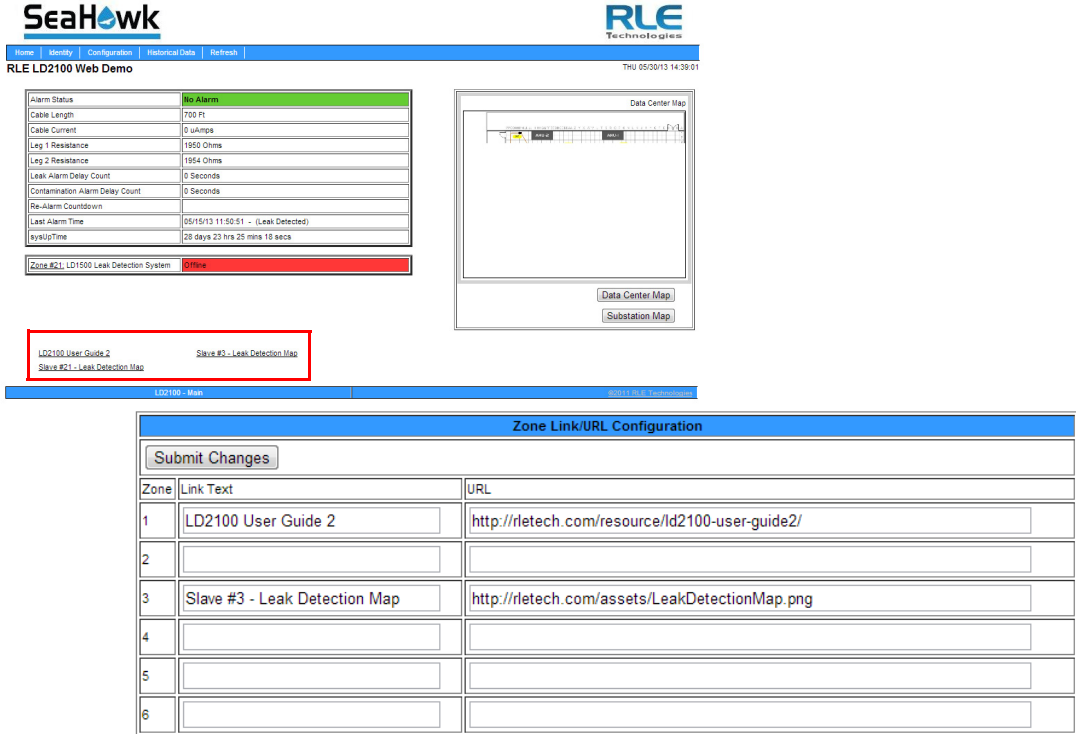 SeaHawk
RLE
Technologies
Home Identity Configuration Historical Data Refresh
RLE LD2100 Web Demo
THU 05/30/13 14:39:01
Alarm Status No Alarm
Cable Length 700 Ft
Cable Current 0 uAmps
Leg 1 Resistance 1950 Ohms
Leg 2 Resistance 1954 Ohms
Leak Alarm Delay Count 0 Seconds
Contamination Alarm Delay Count 0 Seconds
Re-Alarm Countdown
Last Alarm Time 05/15/13 11:50:51 - (Leak Detected)
sysUpTime 28 days 23 hrs 25 mins 18 secs
Zone #21: LD1500 Leak Detection System Offline
Data Center Map
Data Center Map
Substation Map
LD2100 User Guide 2 Slave #3 - Leak Detection Map
Slave #21 - Leak Detection Map
LD2100 - Main ©2011 RLE Technologies
Zone Link/URL Configuration
Submit Changes
Zone Link Text URL
1 LD2100 User Guide 2 http://rletech.com/resource/ld2100-user-guide2/
2
3 Slave #3 - Leak Detection Map http://rletech.com/assets/LeakDetectionMap.png
4
5
6